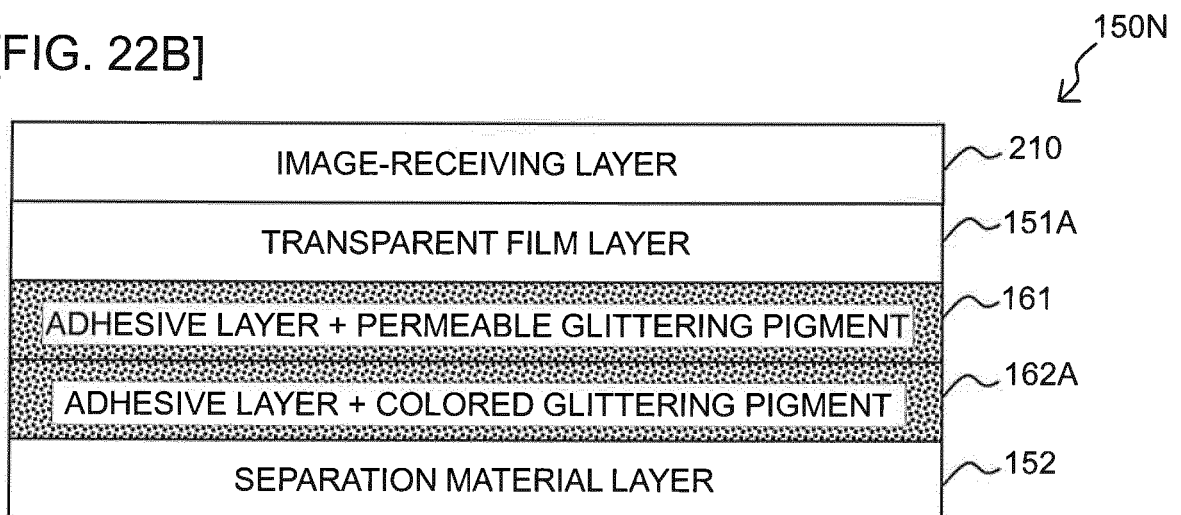 [FIG. 22B]
150N
IMAGE-RECEIVING LAYER
210
TRANSPARENT FILM LAYER
151A
ADHESIVE LAYER + PERMEABLE GLITTERING PIGMENT
161
ADHESIVE LAYER + COLORED GLITTERING PIGMENT
162A
SEPARATION MATERIAL LAYER
152